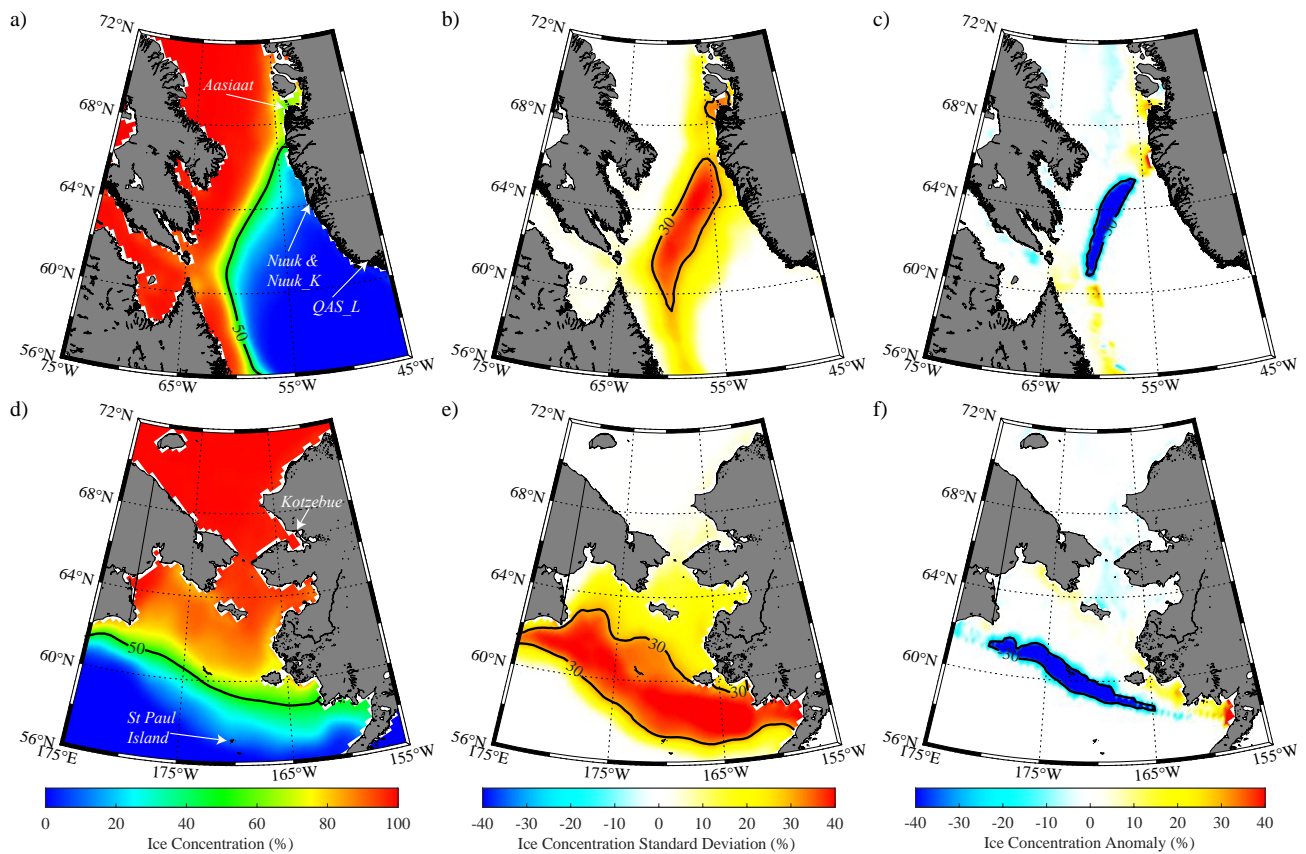 a)
72°N
68°N
64°N
60°N
56°N
75°W
65°W
55°W
45°W
Aasiaat
Nuuk &
Nuuk_K
QAS_L
50
b)
72°N
68°N
64°N
60°N
56°N
75°W
65°W
55°W
45°W
30
c)
72°N
68°N
64°N
60°N
56°N
75°W
65°W
55°W
45°W
d)
72°N
68°N
64°N
60°N
56°N
175°E
175°W
165°W
155°W
Kotzebue
50
St Paul
Island
e)
72°N
68°N
64°N
60°N
56°N
175°E
175°W
165°W
155°W
30
30
30
f)
72°N
68°N
64°N
60°N
56°N
175°E
175°W
165°W
155°W
0 20 40 60 80 100
Ice Concentration (%)
-40 -30 -20 -10 0 10 20 30 40
Ice Concentration Standard Deviation (%)
-40 -30 -20 -10 0 10 20 30 40
Ice Concentration Anomaly (%)